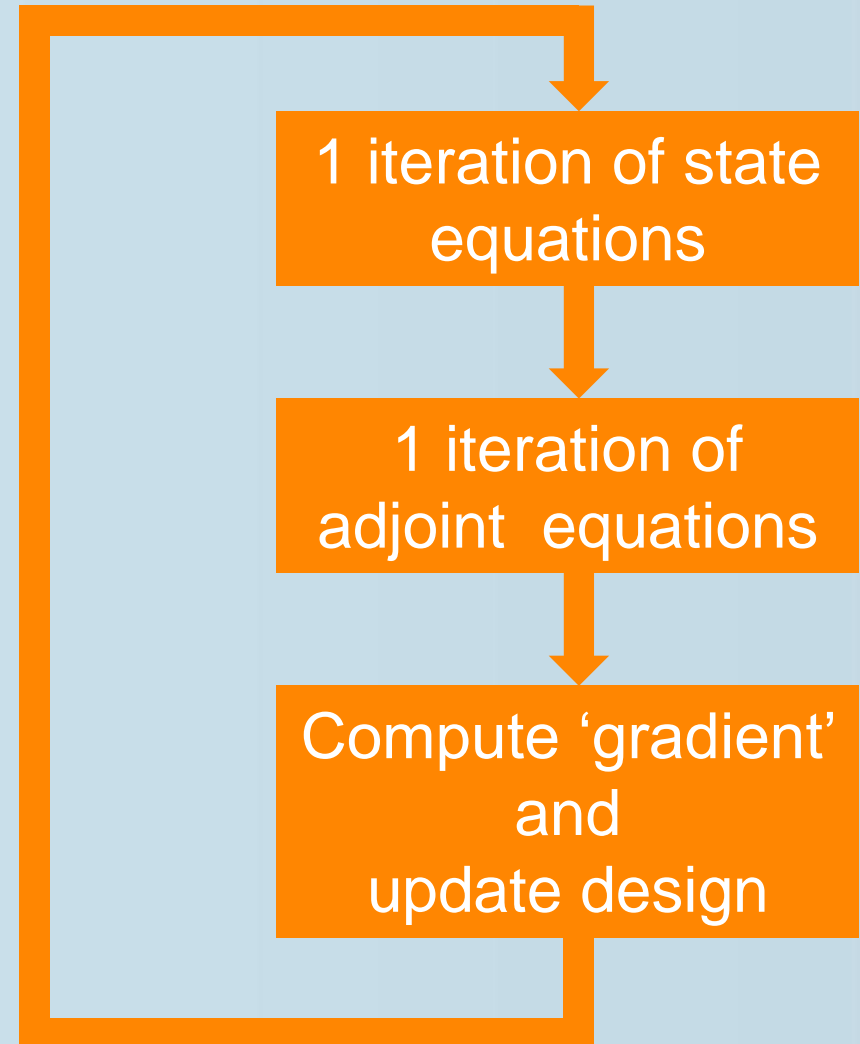 1 iteration of state
equations
1 iteration of
adjoint  equations
Compute ‘gradient’
and
update design